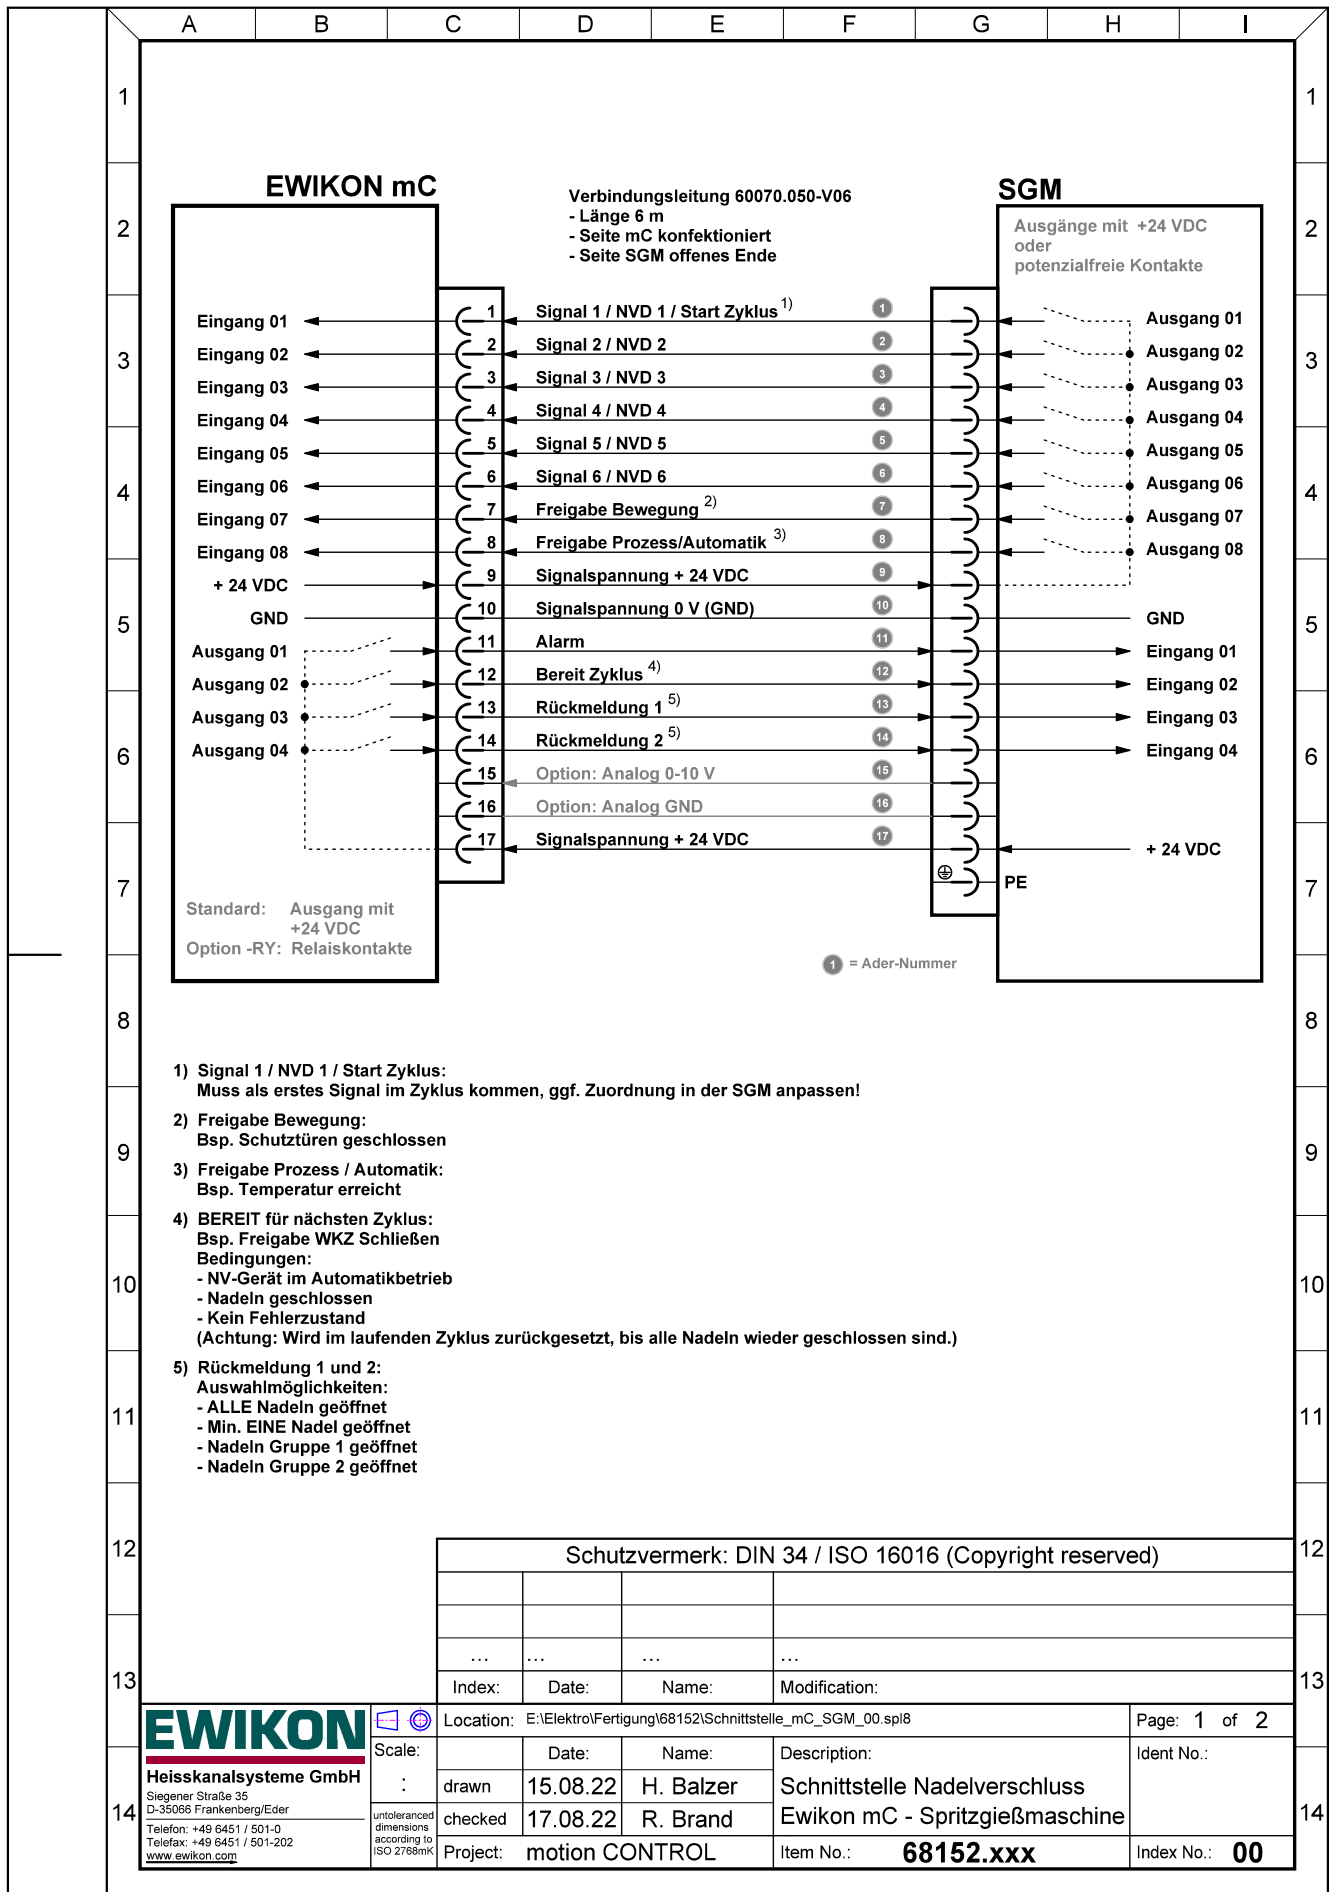 A B C D E F G H I
1 1
EWIKON mC
SGM
Verbindungsleitung 60070.050-V06
- Länge 6 m
- Seite mC konfektioniert
- Seite SGM offenes Ende
2 2
Ausgänge mit +24 VDC
oder
potenzialfreie Kontakte
Eingang 01 1 Signal 1 / NVD 1 / Start Zyklus 1) 1 Ausgang 01
Eingang 02 2 Signal 2 / NVD 2 2 Ausgang 02
3 3
Eingang 03 3 Signal 3 / NVD 3 3 Ausgang 03
Eingang 04 4 Signal 4 / NVD 4 4 Ausgang 04
Eingang 05 5 Signal 5 / NVD 5 5 Ausgang 05
Eingang 06 6 Signal 6 / NVD 6 6 Ausgang 06
4 4
Eingang 07 7 Freigabe Bewegung 2) 7 Ausgang 07
Eingang 08 8 Freigabe Prozess/Automatik 3) 8 Ausgang 08
+ 24 VDC 9 Signalspannung + 24 VDC 9
GND 10 Signalspannung 0 V (GND) 10 GND
5 5
Ausgang 01 11 Alarm 11 Eingang 01
Ausgang 02 12 Bereit Zyklus 4) 12 Eingang 02
Ausgang 03 13 Rückmeldung 1 5) 13 Eingang 03
Ausgang 04 14 Rückmeldung 2 5) 14 Eingang 04
6 6
15 Option: Analog 0-10 V 15
16 Option: Analog GND 16
17 Signalspannung + 24 VDC 17 + 24 VDC
7 7
PE
Standard: Ausgang mit
+24 VDC
Option -RY: Relaiskontakte
1 = Ader-Nummer
8 8
1) Signal 1 / NVD 1 / Start Zyklus:
Muss als erstes Signal im Zyklus kommen, ggf. Zuordnung in der SGM anpassen!
2) Freigabe Bewegung:
Bsp. Schutztüren geschlossen
9 9
3) Freigabe Prozess / Automatik:
Bsp. Temperatur erreicht
4) BEREIT für nächsten Zyklus:
Bsp. Freigabe WKZ Schließen
Bedingungen:
- NV-Gerät im Automatikbetrieb
10 10
- Nadeln geschlossen
- Kein Fehlerzustand
(Achtung: Wird im laufenden Zyklus zurückgesetzt, bis alle Nadeln wieder geschlossen sind.)
5) Rückmeldung 1 und 2:
Auswahlmöglichkeiten:
- ALLE Nadeln geöffnet
11 11
- Min. EINE Nadel geöffnet
- Nadeln Gruppe 1 geöffnet
- Nadeln Gruppe 2 geöffnet
12 12
Schutzvermerk: DIN 34 / ISO 16016 (Copyright reserved)
... ... ... ...
13 13
Index: Date: Name: Modification:
EWIKON
Heisskanalsysteme GmbH
Siegener Straße 35
D-35066 Frankenberg/Eder
Telefon: +49 6451 / 501-0
Telefax: +49 6451 / 501-202
www.ewikon.com
Scale:
:
untoleranced
dimensions
according to
ISO 2768mK
Location: E:\Elektro\Fertigung\68152\Schnittstelle_mC_SGM_00.spl8
Page: 1 of 2
Date: Name: Description: Ident No.:
drawn 15.08.22 H. Balzer Schnittstelle Nadelverschluss
14 14
checked 17.08.22 R. Brand Ewikon mC - Spritzgießmaschine
Project: motion CONTROL Item No.: 68152.xxx Index No.: 00